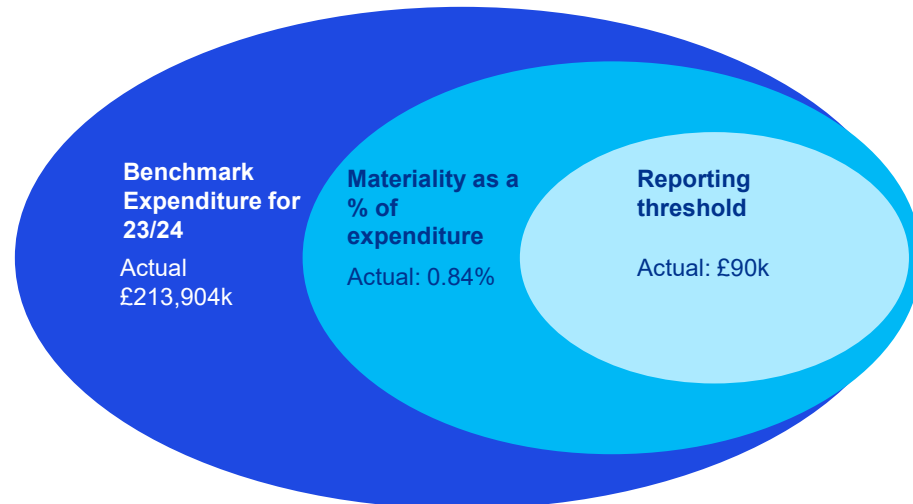 Benchmark
Expenditure for
23/24
Actual
£213,904k
Materiality as a
% of
expenditure
Actual: 0.84%
Reporting
threshold
Actual: £90k